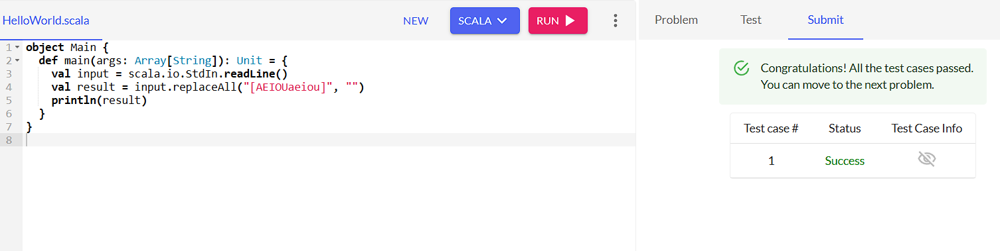 HelloWorld.scala NEW SCALA RUN
1 object Main {
2   def main(args: Array[String]): Unit = {
3     val input = scala.io.StdIn.readLine()
4     val result = input.replaceAll("[AEIOUaeiou]", "")
5     println(result)
6   }
7 }
8
Problem Test Submit
Congratulations! All the test cases passed.
You can move to the next problem.
Test case # Status Test Case Info
1 Success